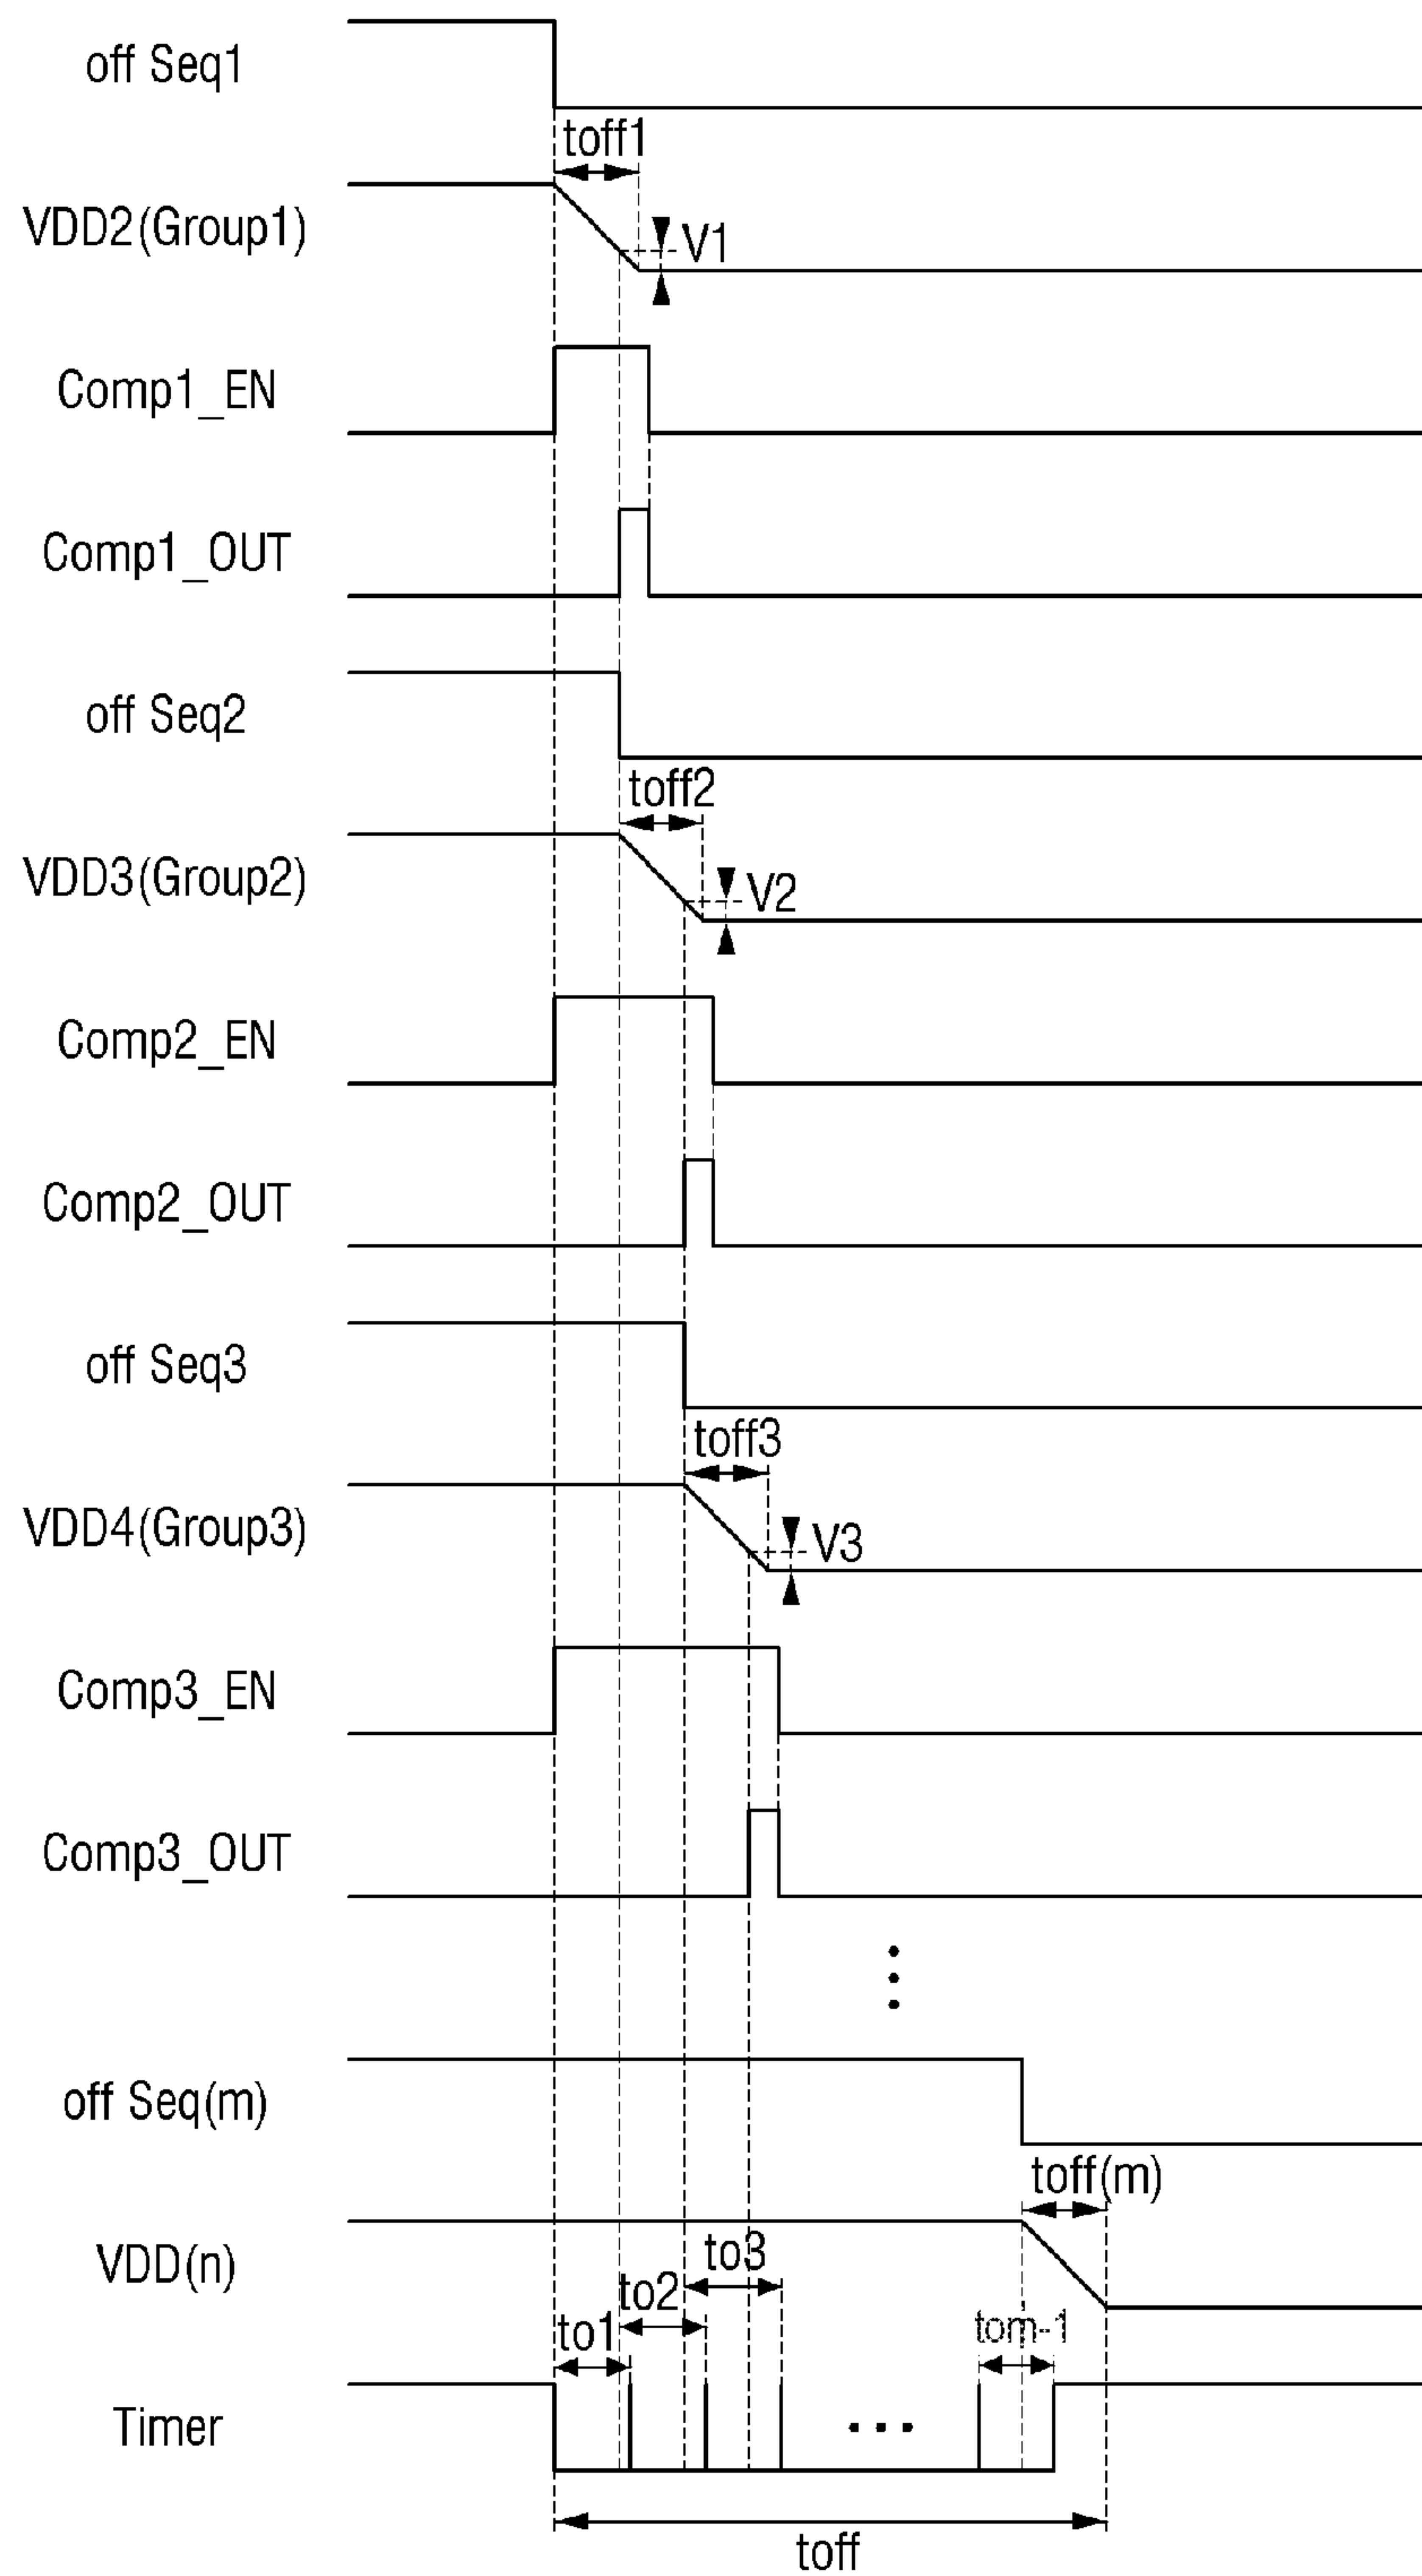 off Seq1
toff1
VDD2(Group1)
V1
Comp1_EN
Comp1_OUT
off Seq2
toff2
VDD3(Group2)
V2
Comp2_EN
Comp2_OUT
off Seq3
toff3
VDD4(Group3)
V3
Comp3_EN
Comp3_OUT
off Seq(m)
toff(m)
VDD(n)
to3
to2
to1
tom-1
Timer
toff